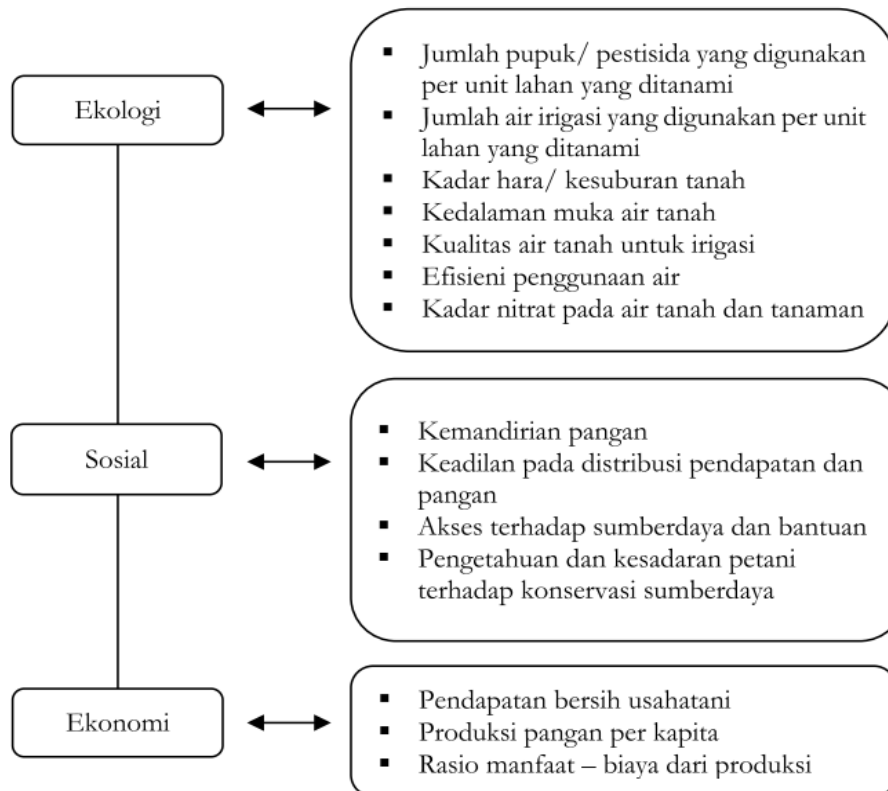 Ekologi
▪ Jumlah pupuk/ pestisida yang digunakan
per unit lahan yang ditanami
▪ Jumlah air irigasi yang digunakan per unit
lahan yang ditanami
▪ Kadar hara/ kesuburan tanah
▪ Kedalaman muka air tanah
▪ Kualitas air tanah untuk irigasi
▪ Efisieni penggunaan air
▪ Kadar nitrat pada air tanah dan tanaman
Sosial
▪ Kemandirian pangan
▪ Keadilan pada distribusi pendapatan dan
pangan
▪ Akses terhadap sumberdaya dan bantuan
▪ Pengetahuan dan kesadaran petani
terhadap konservasi sumberdaya
Ekonomi
▪ Pendapatan bersih usahatani
▪ Produksi pangan per kapita
▪ Rasio manfaat – biaya dari produksi